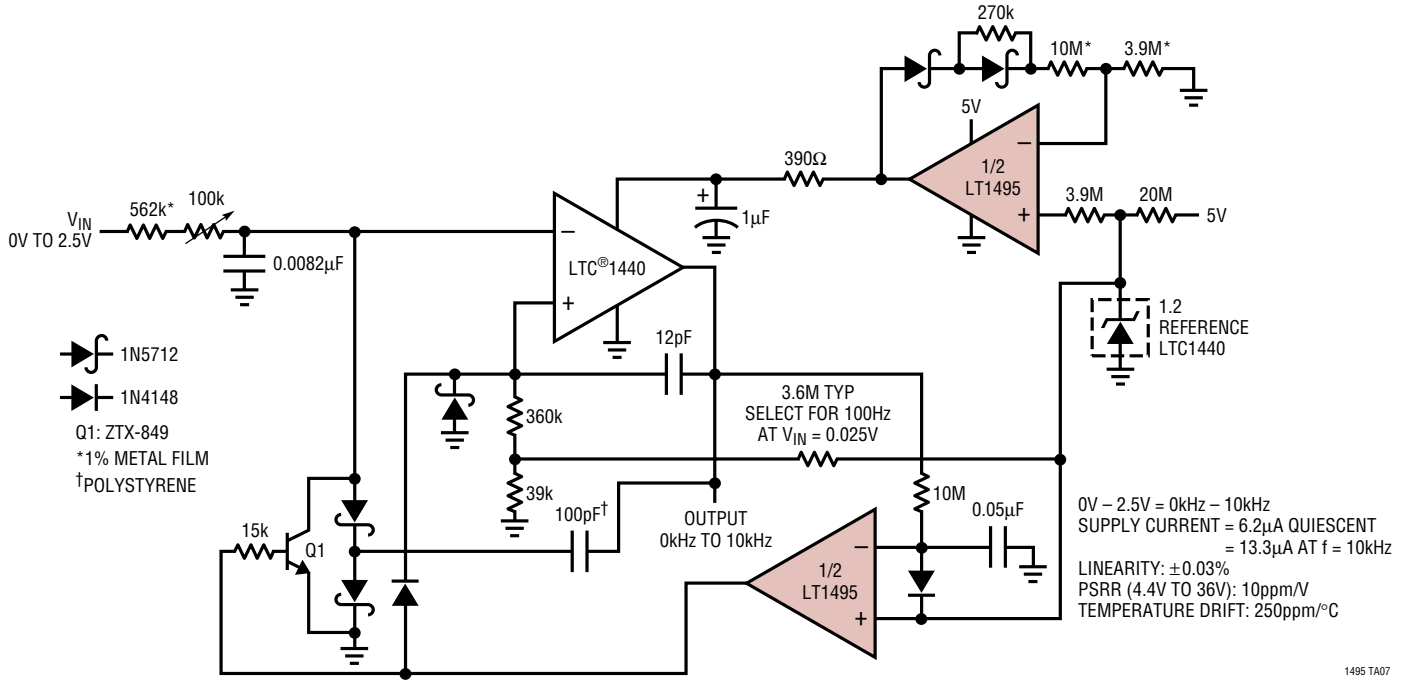 270k
10M*
3.9M*
5V
390Ω
1/2
LT1495
–
+
3.9M
20M
5V
562k*
100k
VIN
0V TO 2.5V
+
1µF
–
LTC®1440
+
0.0082µF
1.2
REFERENCE
LTC1440
12pF
1N5712
1N4148
Q1: ZTX-849
*1% METAL FILM
†POLYSTYRENE
360k
3.6M TYP
SELECT FOR 100Hz
AT VIN = 0.025V
39k
100pF†
OUTPUT
0kHz TO 10kHz
10M
0.05µF
15k
Q1
1/2
LT1495
–
+
0V – 2.5V = 0kHz – 10kHz
SUPPLY CURRENT = 6.2µA QUIESCENT
= 13.3µA AT f = 10kHz
LINEARITY: ±0.03%
PSRR (4.4V TO 36V): 10ppm/V
TEMPERATURE DRIFT: 250ppm/°C
1495 TA07